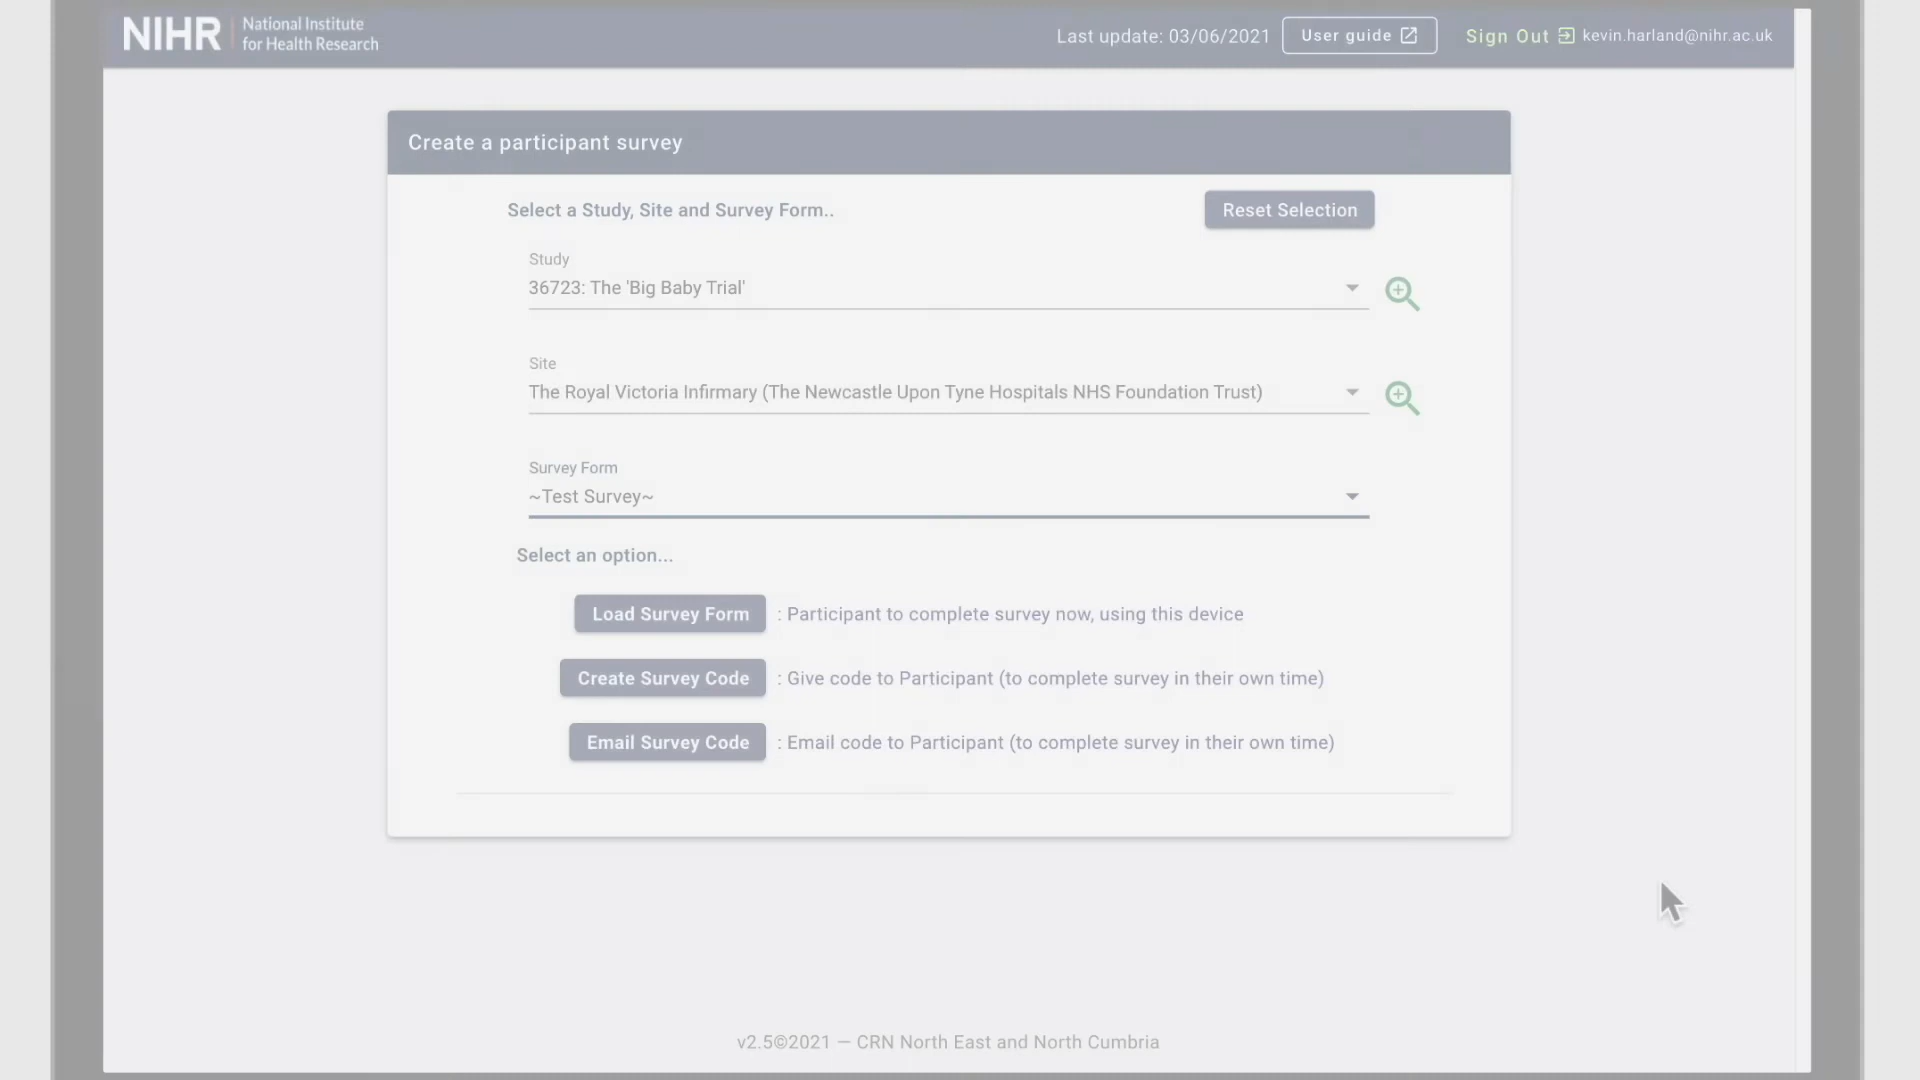 NIHR | National Institute
for Health Research
Last update: 03/06/2021
User guide
Sign Out
kevin.harland@nihr.ac.uk
Create a participant survey
Select a Study, Site and Survey Form..
Reset Selection
Study
36723: The 'Big Baby Trial'
Site
The Royal Victoria Infirmary (The Newcastle Upon Tyne Hospitals NHS Foundation Trust)
Survey Form
~Test Survey~
Select an option...
Load Survey Form : Participant to complete survey now, using this device
Create Survey Code : Give code to Participant (to complete survey in their own time)
Email Survey Code : Email code to Participant (to complete survey in their own time)
v2.5©2021 — CRN North East and North Cumbria